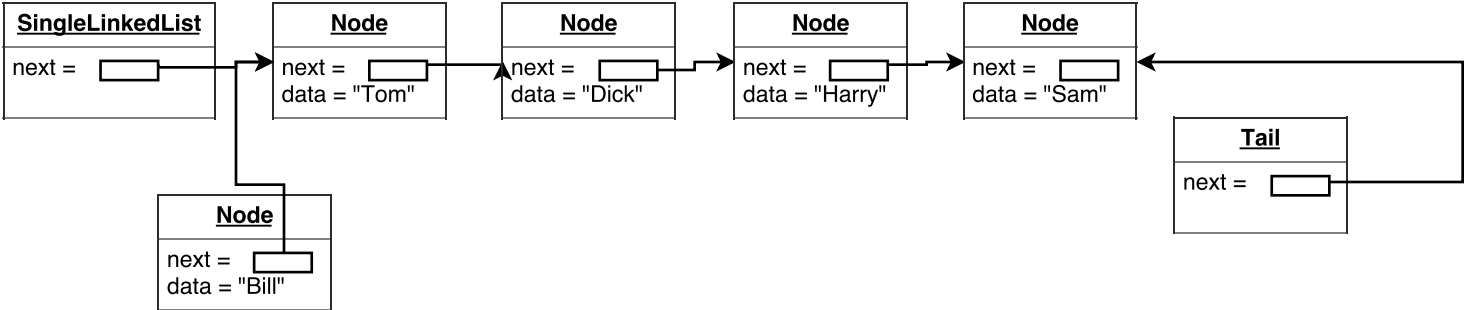 SingleLinkedList
next =
Node
next =
data = "Tom"
Node
next =
data = "Dick"
Node
next =
data = "Harry"
Node
next =
data = "Sam"
Tail
next =
Node
next =
data = "Bill"